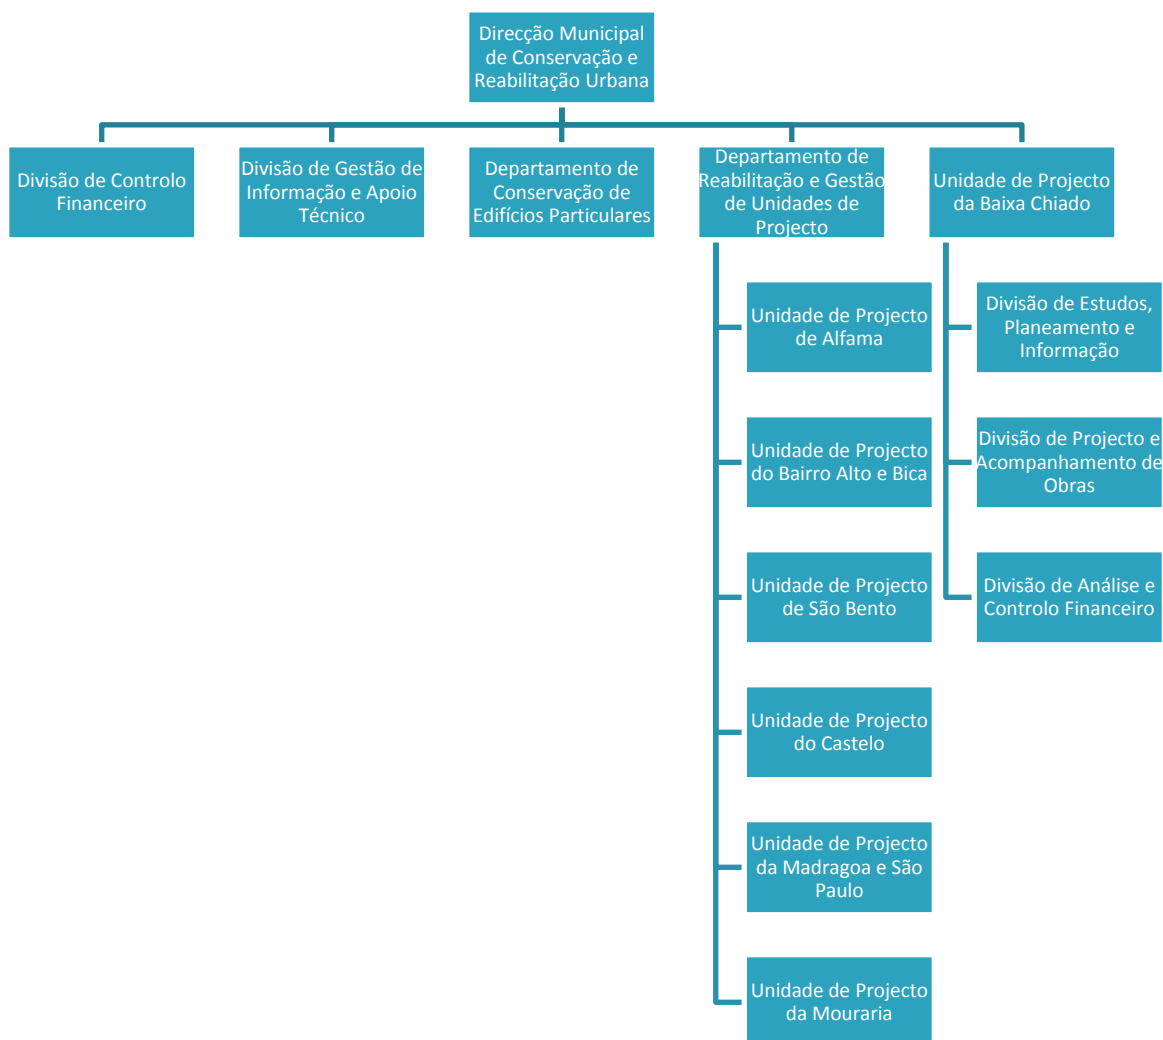 Direcção Municipal
de Conservação e
Reabilitação Urbana
Divisão de Controlo
Financeiro
Divisão de Gestão de
Informação e Apoio
Técnico
Departamento de
Conservação de
Edifícios Particulares
Departamento de
Reabilitação e Gestão
de Unidades de
Projecto
Unidade de Projecto
da Baixa Chiado
Unidade de Projecto
de Alfama
Unidade de Projecto
do Bairro Alto e Bica
Unidade de Projecto
de São Bento
Unidade de Projecto
do Castelo
Unidade de Projecto
da Madragoa e São
Paulo
Unidade de Projecto
da Mouraria
Divisão de Estudos,
Planeamento e
Informação
Divisão de Projecto e
Acompanhamento de
Obras
Divisão de Análise e
Controlo Financeiro